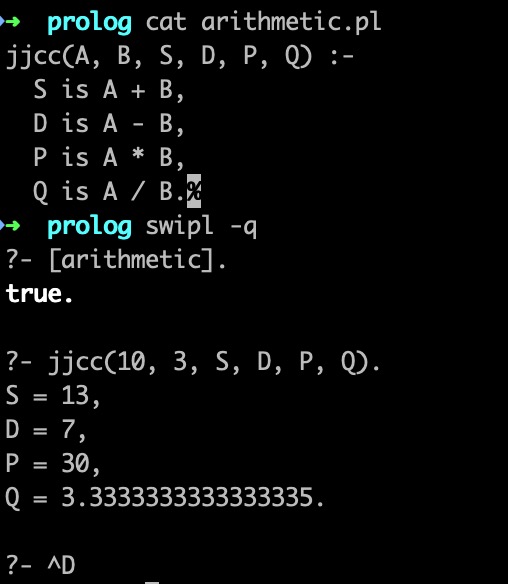 → prolog cat arithmetic.pl
jjcc(A, B, S, D, P, Q) :-
  S is A + B,
  D is A - B,
  P is A * B,
  Q is A / B.%
→ prolog swipl -q
?- [arithmetic].
true.

?- jjcc(10, 3, S, D, P, Q).
S = 13,
D = 7,
P = 30,
Q = 3.3333333333333335.

?- ^D